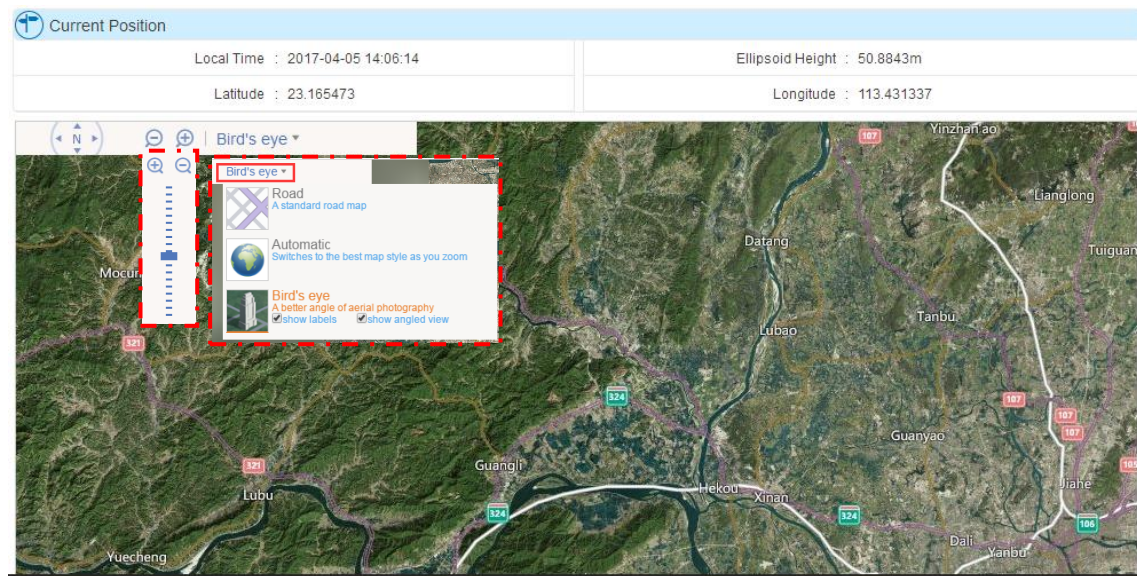 Current Position
Local Time : 2017-04-05 14:06:14
Ellipsoid Height : 50.8843m
Latitude : 23.165473
Longitude : 113.431337
N
Bird's eye
Bird's eye
Road
A standard road map
Automatic
Switches to the best map style as you zoom
Bird's eye
A better angle of aerial photography
show labels
show angled view
107
Yinzhan'ao
Lianglong
Datang
Tuiguan
Mocun
Tanbu
Lubao
321
324
107
107
107
Guanyao
321
Guangli
105
Lubu
Hekou
Xinan
Jiahe
324
324
106
Dali
Yanbu
Yuecheng